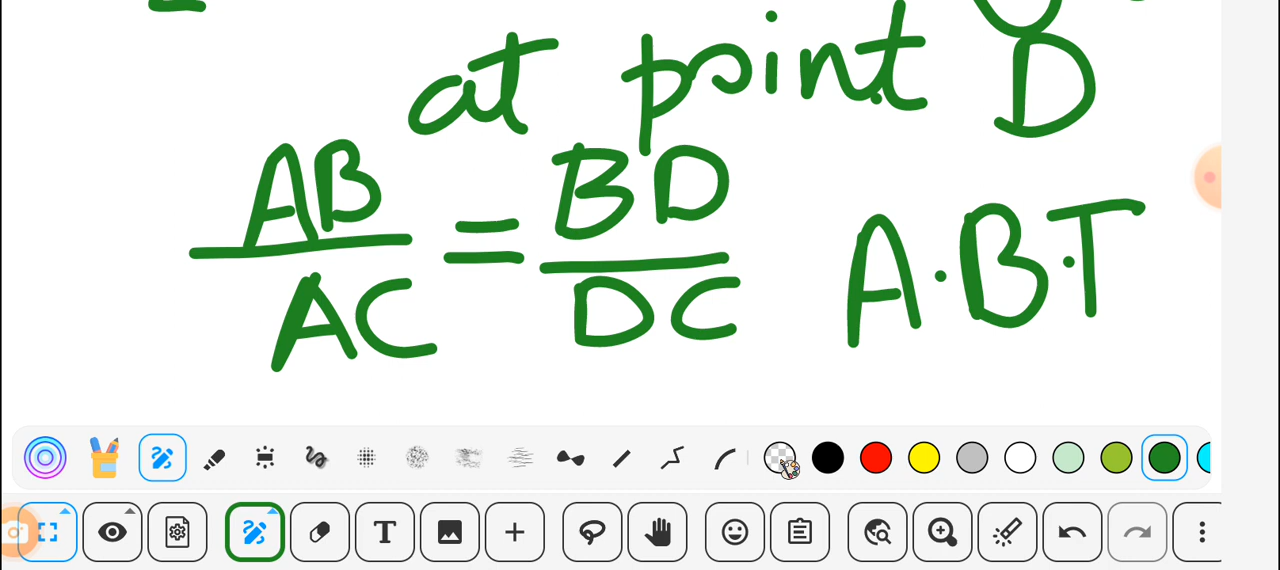 at point D
AB/AC = BD/DC A.B.T